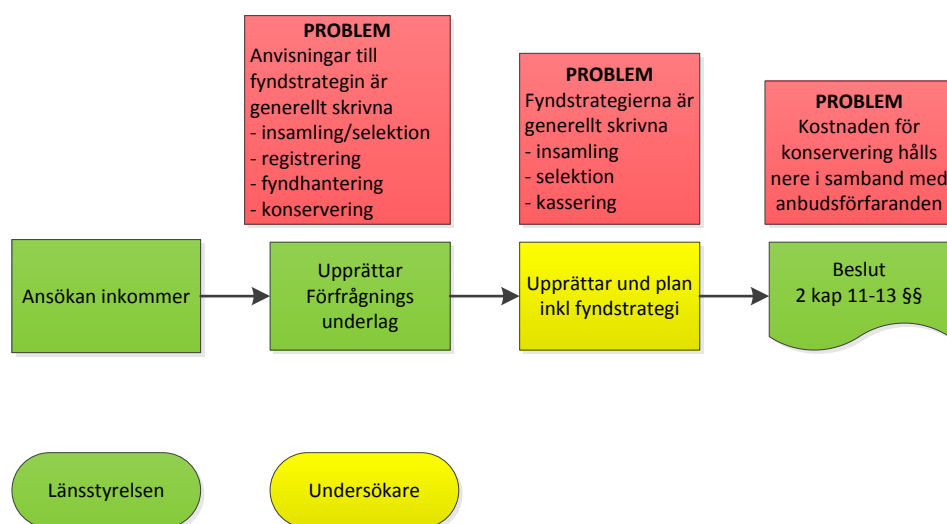 PROBLEM
Anvisningar till
fyndstrategin är
generellt skrivna
- insamling/selektion
- registrering
- fyndhantering
- konservering
PROBLEM
Fyndstrategierna är
generellt skrivna
- insamling
- selektion
- kassering
PROBLEM
Kostnaden för
konservering hålls
nere i samband med
anbudsförfaranden
Ansökan inkommer
Upprättar
Förfrågnings
underlag
Upprättar und plan
inkl fyndstrategi
Beslut
2 kap 11-13 §§
Länsstyrelsen
Undersökare